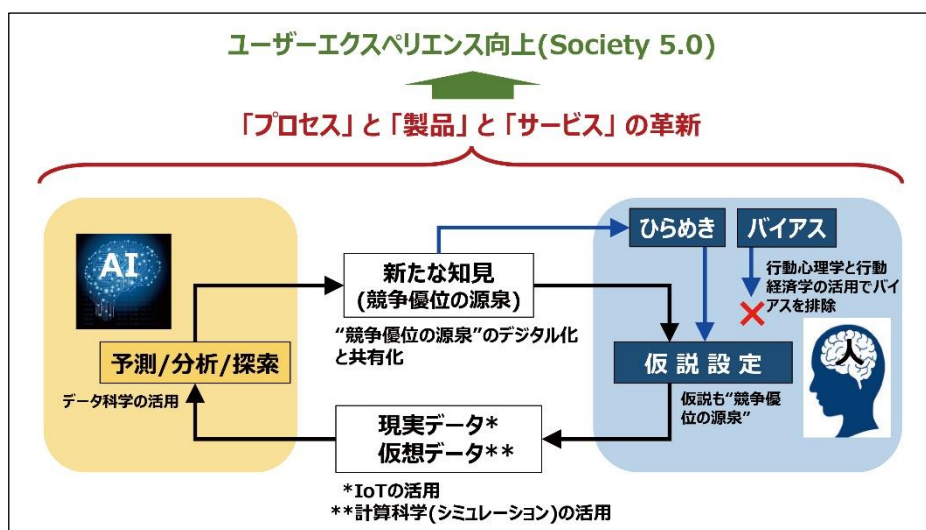 ユーザーエクスペリエンス向上(Society 5.0)
「プロセス」と「製品」と「サービス」の革新
AI
ひらめき
バイアス
新たな知見
(競争優位の源泉)
行動心理学と行動
経済学の活用でバイ
アスを排除
“競争優位の源泉”のデジタル化
と共有化
人
予測/分析/探索
仮説設定
データ科学の活用
仮説も“競争優
位の源泉”
現実データ*
仮想データ**
*IoTの活用
**計算科学(シミュレーション)の活用